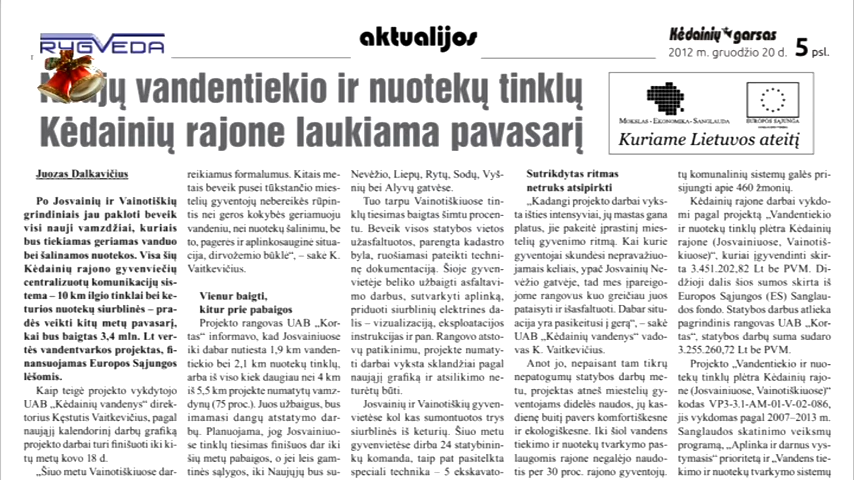 RYGVEDA
aktualijos
Kėdainių garsas
2012 m. gruodžio 20 d. 5 psl.
vandentiekio ir nuotekų tinklų
Kėdainių rajone laukiama pavasarį
MOKSLAS - EKONOMIKA - SANGLAUDA
EUROPOS SĄJUNGA
Kuriame Lietuvos ateitį
Juozas Dalkavičius
Po Josvainių ir Vainotiškių
grindiniais jau pakloti beveik
visi nauji vamzdžiai, kuriais
bus tiekiamas geriamas vanduo
bei šalinamos nuotekos. Visa šių
Kėdainių rajono gyvenviečių
centralizuotų komunikacijų sis-
tema – 10 km ilgio tinklai bei ke-
turios nuotekų siurblinės – pra-
dės veikti kitų metų pavasarį,
kai bus baigtas 3,4 mln. Lt ver-
tės vandentvarkos projektas, fi-
nansuojamas Europos Sąjungos
lėšomis.
Kaip teigė projekto vykdytojo
UAB „Kėdainių vandenys“ direk-
torius Kęstutis Vaitkevičius, pagal
naująjį kalendorinį darbų grafiką
projekto darbai turi finišuoti iki ki-
tų metų kovo 18 d.
„Šiuo metu Vainotiškiuose dar-
reikiamus formalumus. Kitais me-
tais beveik pusei tūkstančio mies-
telių gyventojų nebereikės rūpin-
tis nei geros kokybės geriamuoju
vandeniu, nei nuotekų šalinimu, be
to, pagerės ir aplinkosauginė situa-
cija, dirvožemio būklė“, – sakė K.
Vaitkevičius.
Vienur baigti,
kitur prie pabaigos
Projekto rangovas UAB „Kor-
tas“ informavo, kad Josvainiuose
iki dabar nutiesta 1,9 km vanden-
tiekio bei 2,1 km nuotekų tinklų,
arba iš viso kiek daugiau nei 4 km
iš 5,5 km projekte numatytų vamz-
dynų (75 proc.). Juos užbaigus, bus
imamasi dangų atstatymo dar-
bų. Planuojama, jog Josvainiuo-
se tinklų tiesimas finišuos dar iki
šių metų pabaigos, o jei leis gam-
tinės sąlygos, iki Naujųjų bus su-
Nevėžio, Liepų, Rytų, Sodų, Vyš-
nių bei Alyvų gatvėse.
Tuo tarpu Vainotiškiuose tink-
lų tiesimas baigtas šimtu procen-
tų. Beveik visos statybos vietos
užasfaltuotos, parengta kadastro
byla, ruošiamasi pateikti techni-
nę dokumentaciją. Šioje gyven-
vietėje beliko užbaigti asfaltavi-
mo darbus, sutvarkyti aplinką,
priduoti siurblinių elektrines da-
lis – vizualizaciją, eksploatacijos
instrukcijas ir pan. Rangovo atsto-
vų patikinimu, projekte numaty-
ti darbai vyksta sklandžiai pagal
naująjį grafiką ir atsilikimo ne-
turėtų būti.
Josvainių ir Vainotiškių gyven-
vietėse kol kas sumontuotos trys
siurblinės iš keturių. Šiuo metu
gyvenvietėse dirba 24 statybinin-
kų komanda, taip pat pasitelkta
speciali technika – 5 ekskavato-
Sutrikdytas ritmas
netruks atsipirkti
„Kadangi projekto darbai vyks-
ta išties intensyviai, jų mastas gana
platus, jie pakeitė įprastinį mieste-
lių gyvenimo ritmą. Kai kurie
gyventojai skundėsi nepravažiuo-
jamais keliais, ypač Josvainių Ne-
vėžio gatvėje, tad mes įpareigo-
jome rangovus kuo greičiau juos
pataisyti ir išasfaltuoti. Dabar situ-
acija yra pasikeitusi į gerą“, – sakė
UAB „Kėdainių vandenys“ vado-
vas K. Vaitkevičius.
Anot jo, nepaisant tam tikrų
nepatogumų statybos darbų me-
tu, projektas atneš miestelių gy-
ventojams didelės naudos, jų kas-
dienė buitį pavers komfortiškesne
ir ekologiškesne. Iki šiol vandens
tiekimo ir nuotekų tvarkymo pas-
laugomis rajone negalėjo naudo-
tis per 30 proc. rajono gyventojų.
tų komunalinių sistemų galės pri-
sijungti apie 460 žmonių.
Kėdainių rajone darbai vykdo-
mi pagal projektą „Vandentiekio
ir nuotekų tinklų plėtra Kėdainių
rajone (Josvainiuose, Vainotiš-
kiuose)“, kurį įgyvendinti skirta
3.451.202,82 Lt be PVM. Di-
džioji dalis šios sumos skirta iš
Europos Sąjungos (ES) Sanglau-
dos fondo. Statybos darbus atlieka
pagrindinis rangovas UAB „Kor-
tas“, statybos darbų suma sudaro
3.255.260,72 Lt be PVM.
Projekto „Vandentiekio ir nuo-
tekų tinklų plėtra Kėdainių rajo-
ne (Josvainiuose, Vainotiškiuose)“
kodas VP3-3.1-AM-01-V-02-086,
jis vykdomas pagal 2007–2013 m.
Sanglaudos skatinimo veiksmų
programą, „Aplinka ir darnus vys-
tymasis“ prioritetą ir „Vandens tie-
kimo ir nuotekų tvarkymo sistemų